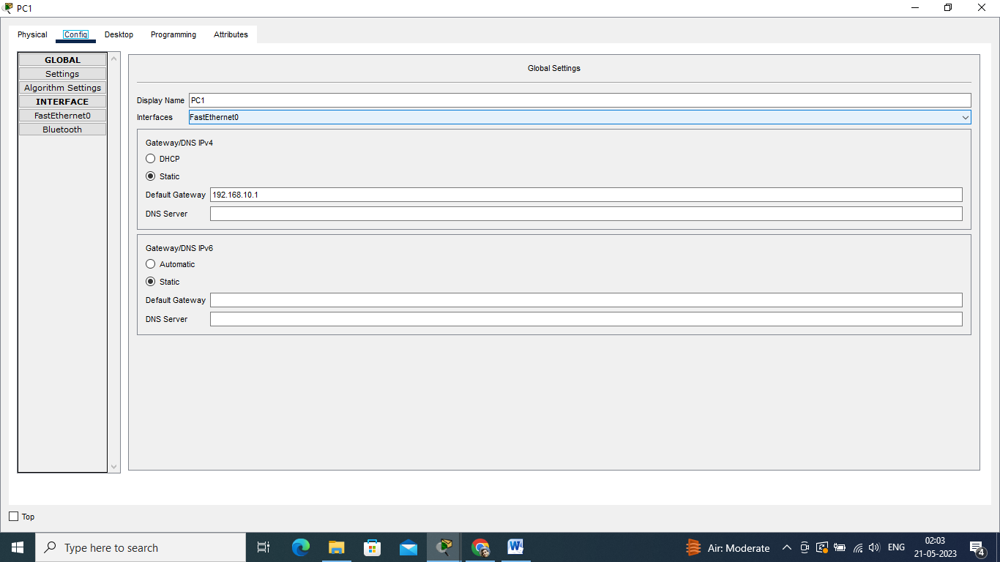 PC1
Physical Config Desktop Programming Attributes
GLOBAL
Settings
Algorithm Settings
INTERFACE
FastEthernet0
Bluetooth
Global Settings
Display Name PC1
Interfaces FastEthernet0
Gateway/DNS IPv4
DHCP
Static
Default Gateway 192.168.10.1
DNS Server
Gateway/DNS IPv6
Automatic
Static
Default Gateway
DNS Server
Top
Type here to search
Air: Moderate
ENG
02:03
21-05-2023
4